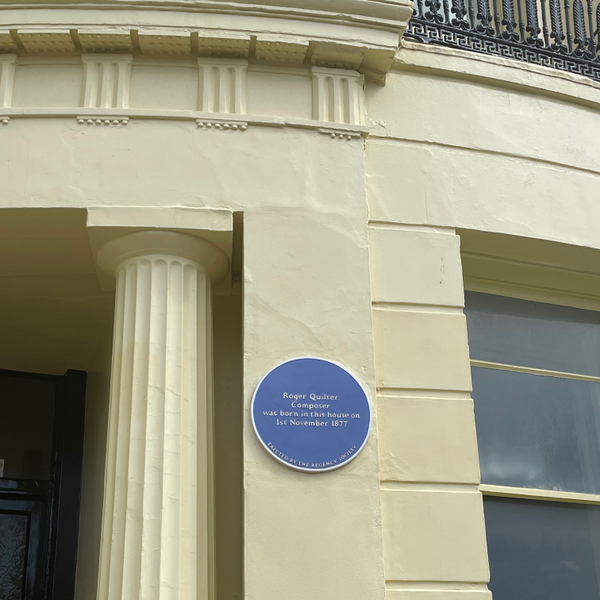 Roger Quilter
Composer
was born in this house on
1st November 1877
ERECTED BY THE REGENCY SOCIETY